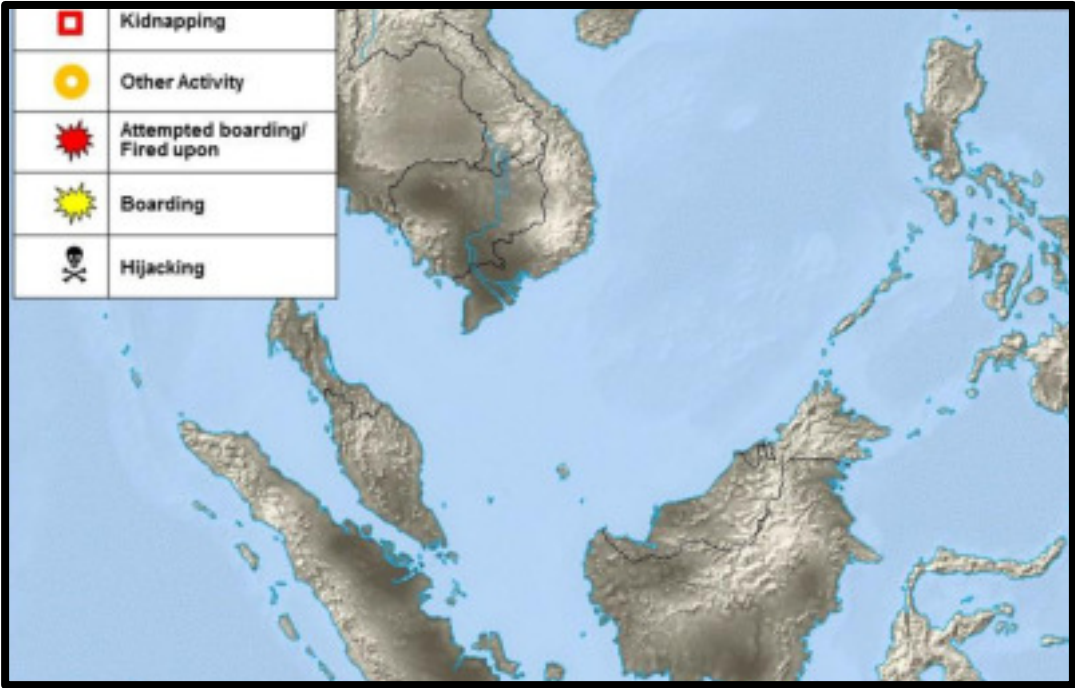 Kidnapping
Other Activity
Attempted boarding/
Fired upon
Boarding
Hijacking